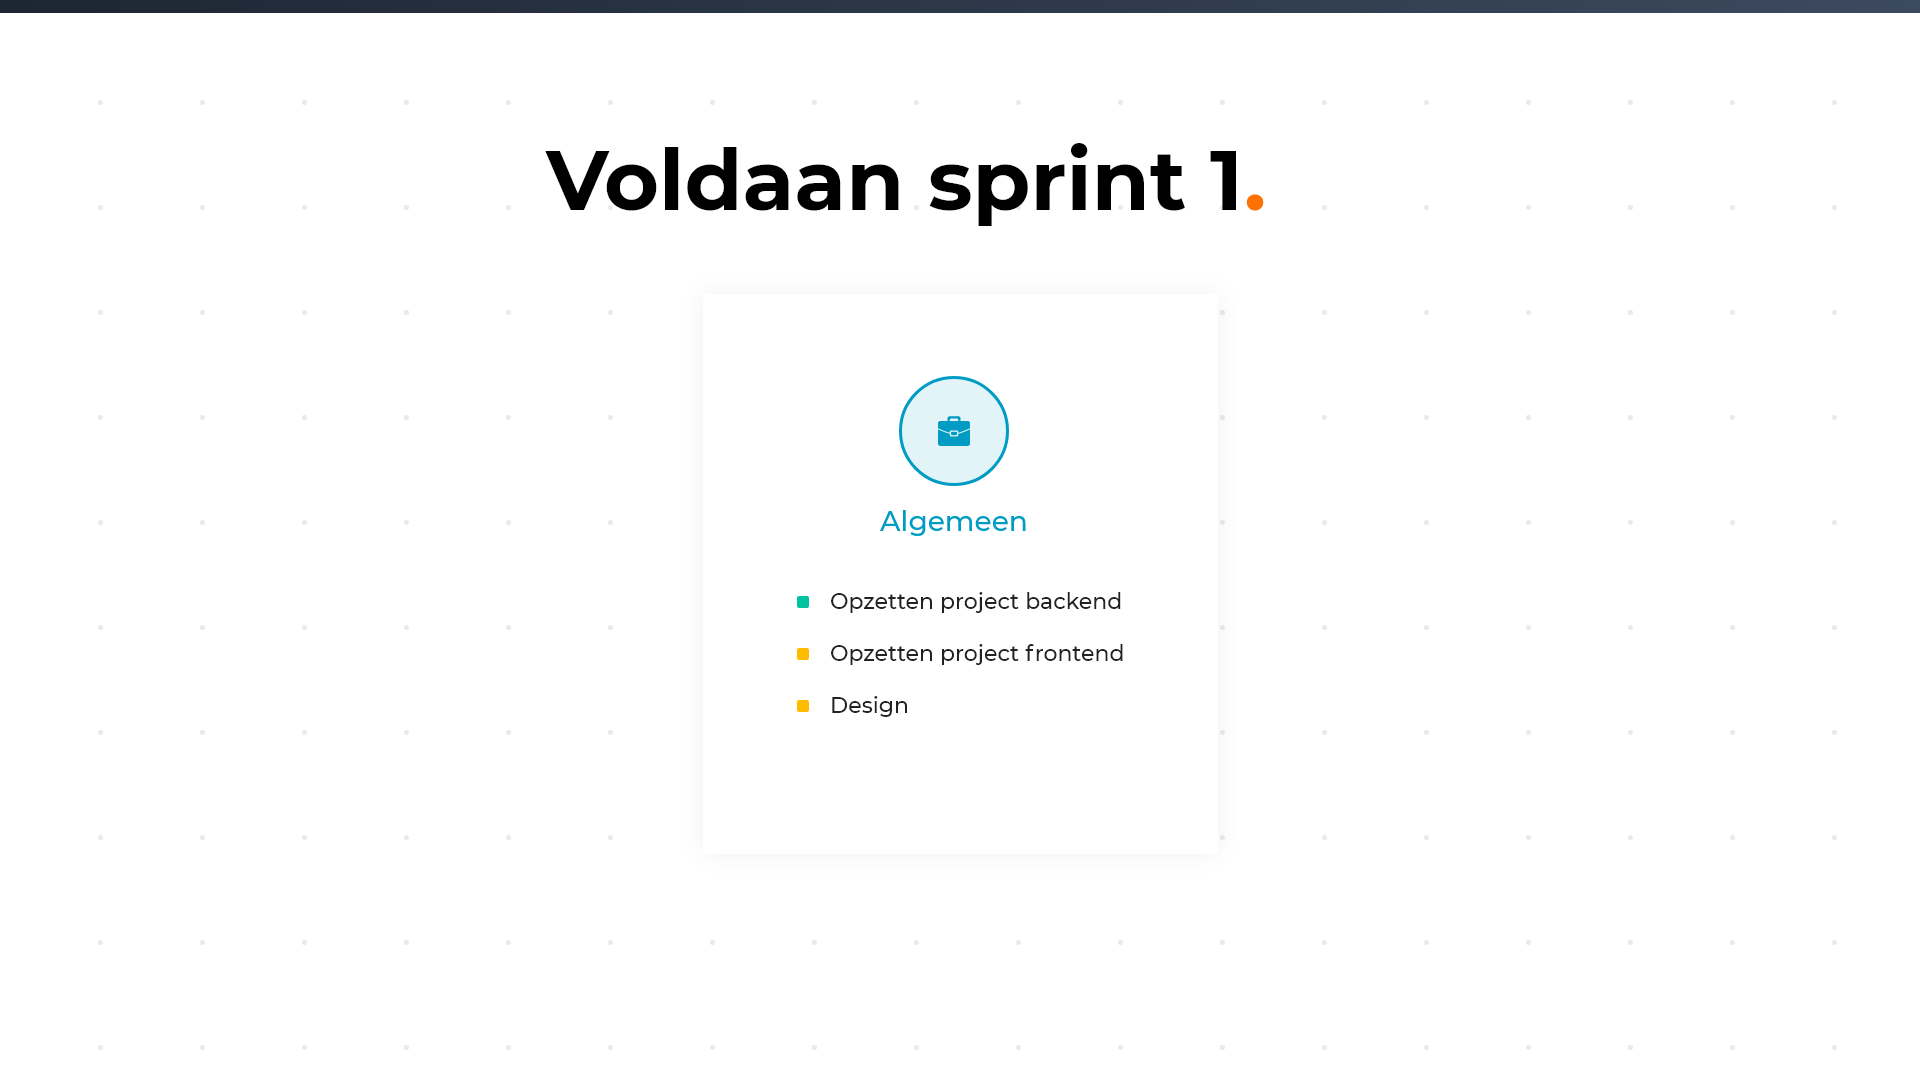 Voldaan sprint 1.
Algemeen
Opzetten project backend
Opzetten project frontend
Design